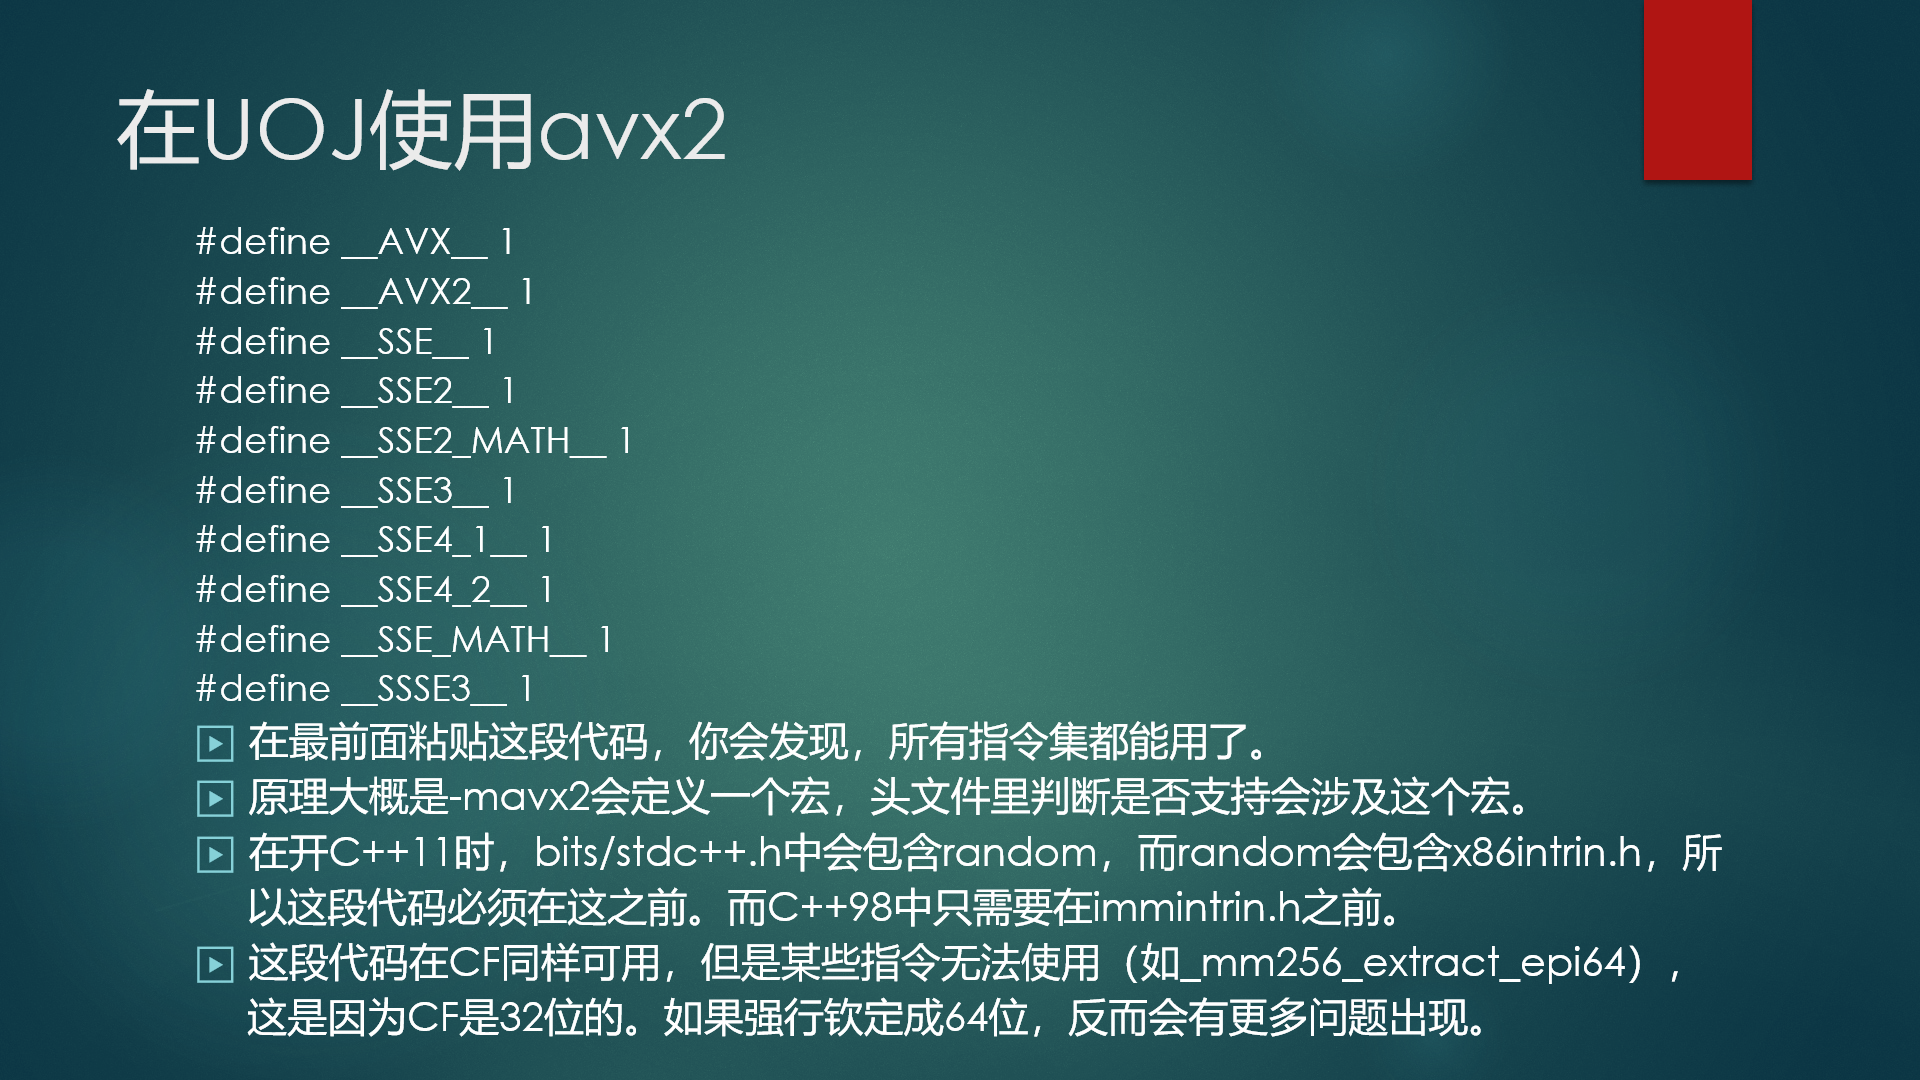 在UOJ使用avx2
#define __AVX__ 1
#define __AVX2__ 1
#define __SSE__ 1
#define __SSE2__ 1
#define __SSE2_MATH__ 1
#define __SSE3__ 1
#define __SSE4_1__ 1
#define __SSE4_2__ 1
#define __SSE_MATH__ 1
#define __SSSE3__ 1
在最前面粘贴这段代码，你会发现，所有指令集都能用了。
原理大概是-mavx2会定义一个宏，头文件里判断是否支持会涉及这个宏。
在开C++11时，bits/stdc++.h中会包含random，而random会包含x86intrin.h，所
以这段代码必须在这之前。而C++98中只需要在immintrin.h之前。
这段代码在CF同样可用，但是某些指令无法使用（如_mm256_extract_epi64），
这是因为CF是32位的。如果强行钦定成64位，反而会有更多问题出现。